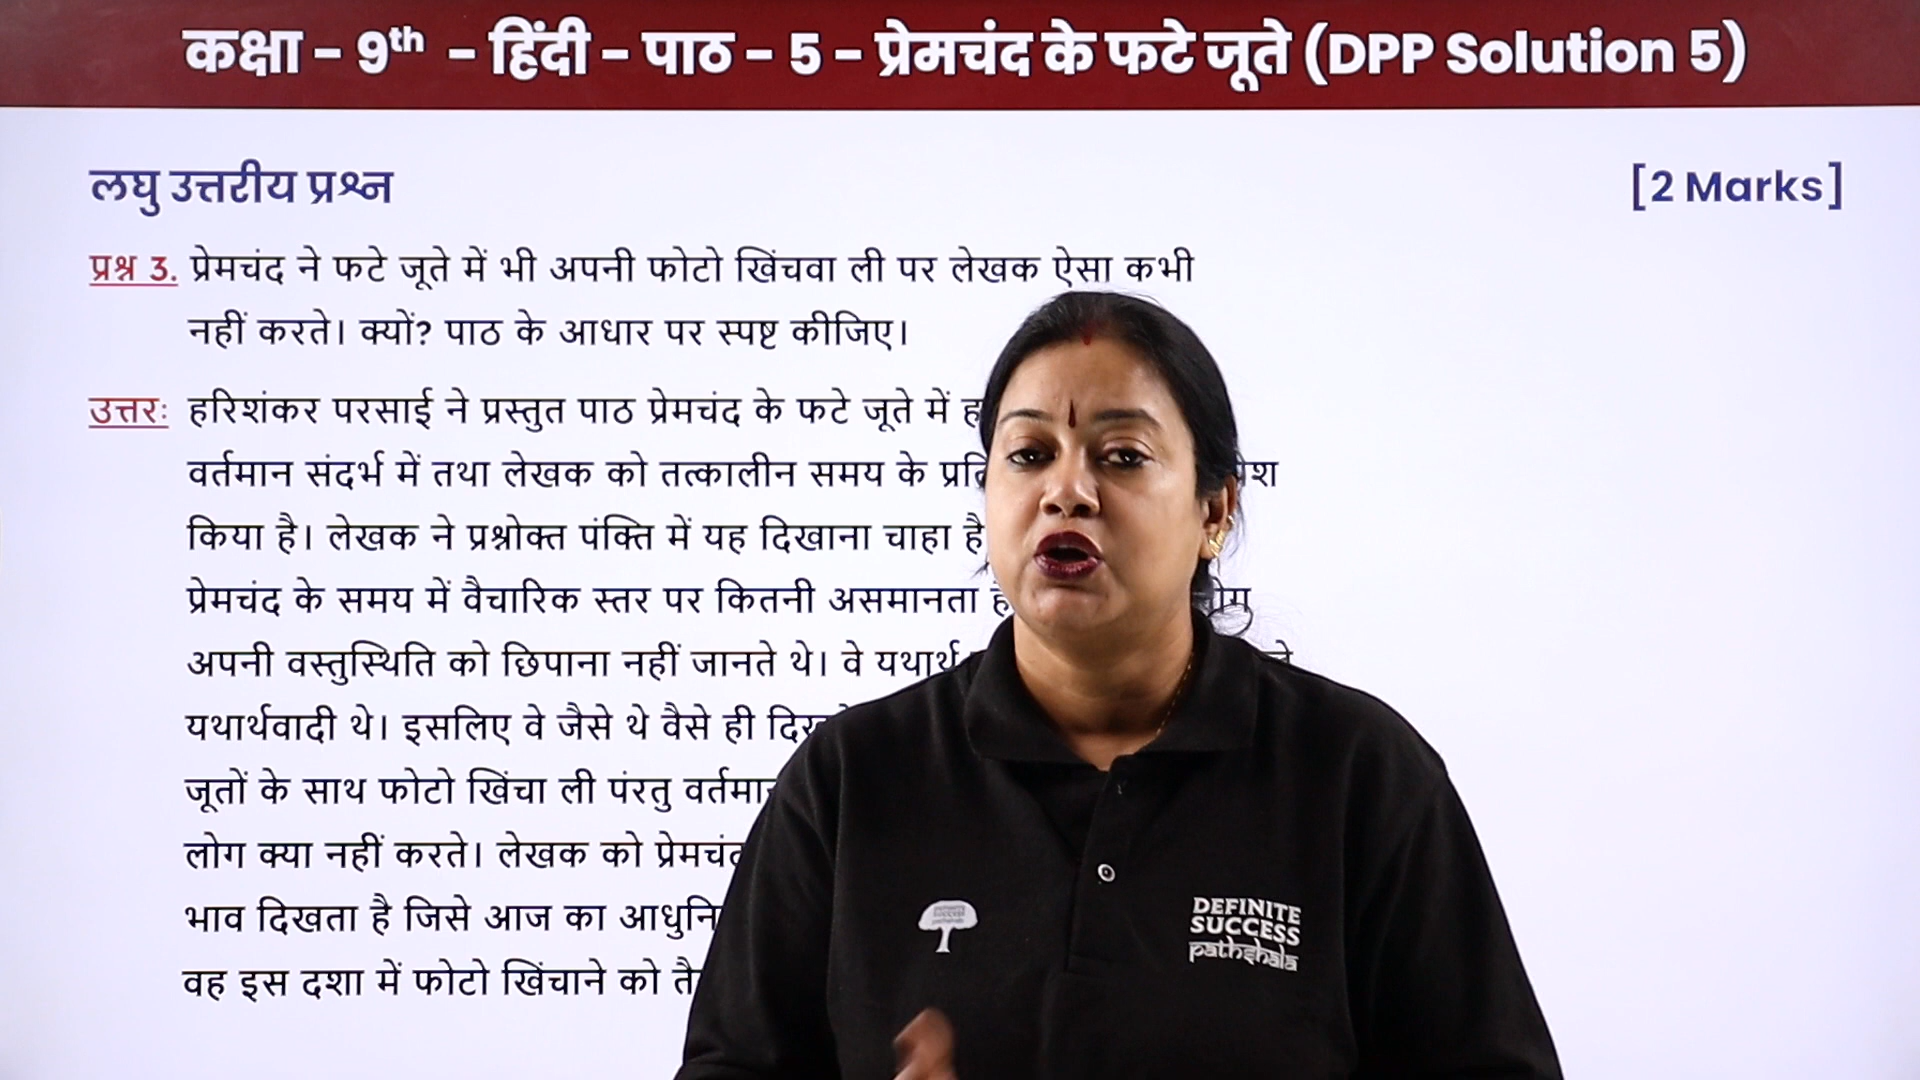 कक्षा - 9th - हिंदी - पाठ - 5 - प्रेमचंद के फटे जूते (DPP Solution 5)
लघु उत्तरीय प्रश्न [2 Marks]
प्रश्न 3. प्रेमचंद ने फटे जूते में भी अपनी फोटो खिंचवा ली पर लेखक ऐसा कभी
नहीं करते। क्यों? पाठ के आधार पर स्पष्ट कीजिए।
उत्तरः हरिशंकर परसाई ने प्रस्तुत पाठ प्रेमचंद के फटे जूते में
वर्तमान संदर्भ में तथा लेखक को तत्कालीन समय के
किया है। लेखक ने प्रश्नोक्त पंक्ति में यह दिखाना चाहा है
प्रेमचंद के समय में वैचारिक स्तर पर कितनी असमानता
अपनी वस्तुस्थिति को छिपाना नहीं जानते थे। वे यथार्थ
यथार्थवादी थे। इसलिए वे जैसे थे वैसे ही
जूतों के साथ फोटो खिंचा ली पंरतु
लोग क्या नहीं करते। लेखक को
भाव दिखता है जिसे आज का
वह इस दशा में फोटो खिंचाने को
DEFINITE
SUCCESS
pathshala